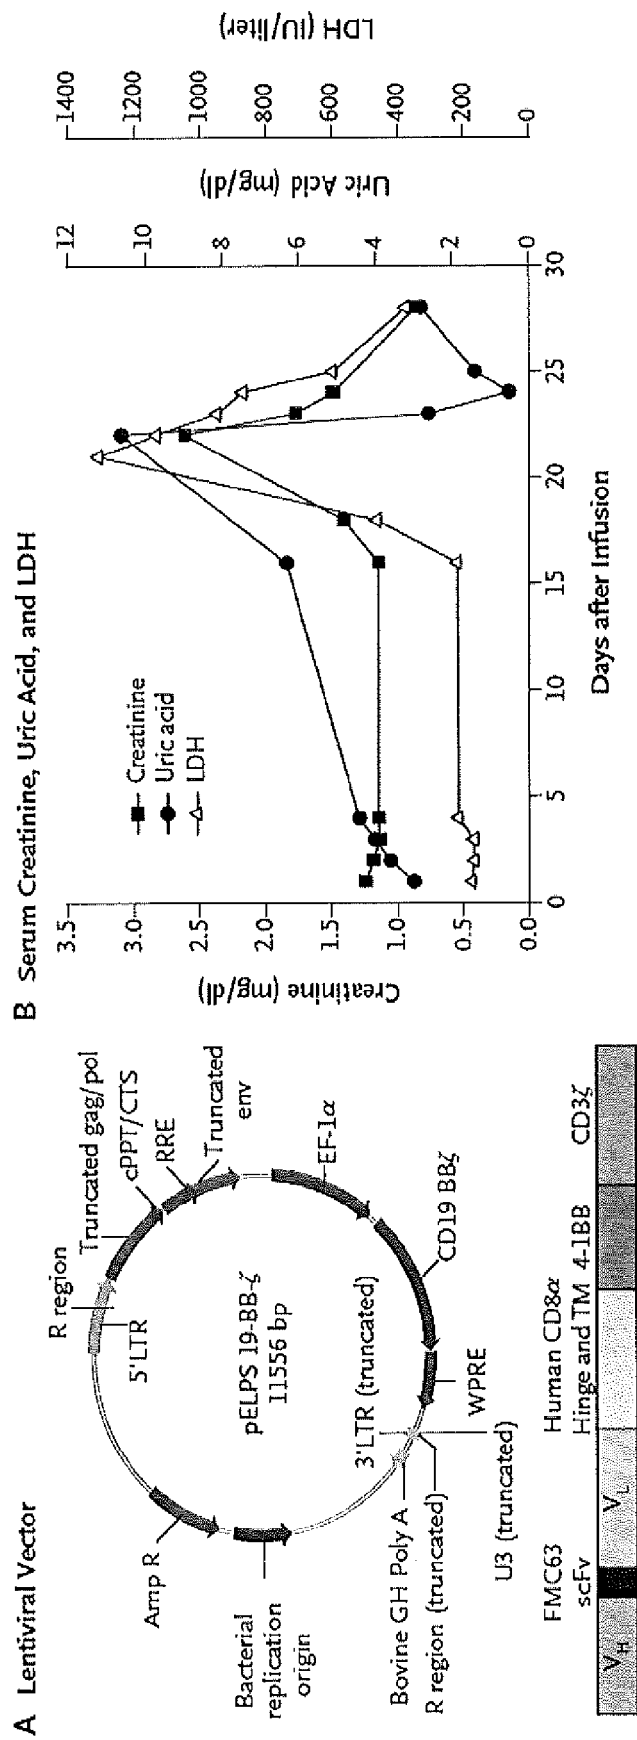 A Lentiviral Vector
R region
Truncated gag/pol
cPPT/CTS
RRE
Truncated
env
5'LTR
EF-1α
Amp R
pELPS 19-BB-ζ
11556 bp
CD19 BBζ
Bacterial
replication
origin
3'LTR (truncated)
WPRE
Bovine GH Poly A
R region (truncated)
U3 (truncated)
FMC63
scFv
Human CD8α
Hinge and TM
4-1BB
CD3ζ
VH
VL
B Serum Creatinine, Uric Acid, and LDH
Creatinine
Uric acid
LDH
Creatinine (mg/dl)
3.5
3.0
2.5
2.0
1.5
1.0
0.5
0.0
0
5
10
15
20
25
30
Days after Infusion
Uric Acid (mg/dl)
12
10
8
6
4
2
0
LDH (IU/liter)
1400
1200
1000
800
600
400
200
0